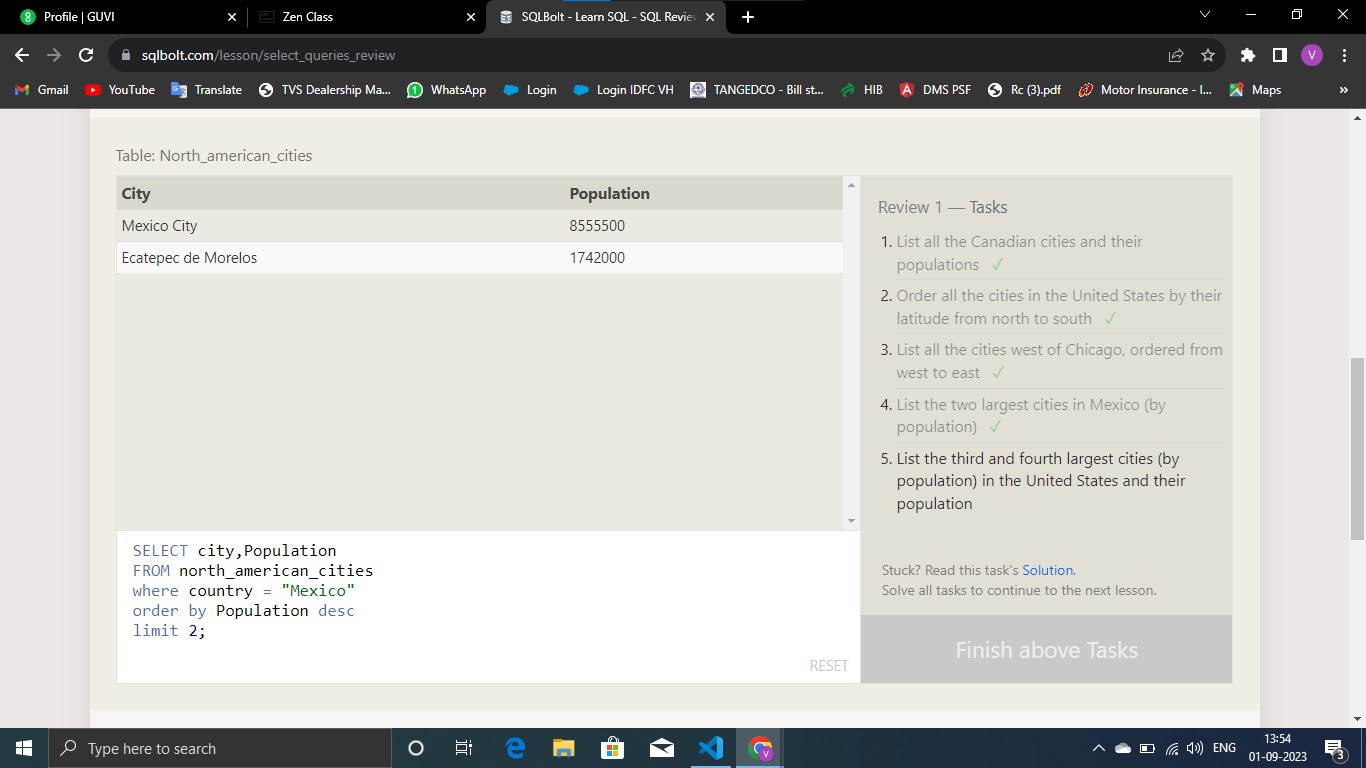 Profile | GUVI
Zen Class
SQLBolt - Learn SQL - SQL Review
sqlbolt.com/lesson/select_queries_review
V
Gmail YouTube Translate TVS Dealership Ma... WhatsApp Login Login IDFC VH TANGEDCO - Bill st... HIB DMS PSF Rc (3).pdf Motor Insurance - I... Maps »
Table: North_american_cities
City Population
Mexico City 8555500
Ecatepec de Morelos 1742000
SELECT city,Population
FROM north_american_cities
where country = "Mexico"
order by Population desc
limit 2;
RESET
Review 1 — Tasks
1. List all the Canadian cities and their
populations ✓
2. Order all the cities in the United States by their
latitude from north to south ✓
3. List all the cities west of Chicago, ordered from
west to east ✓
4. List the two largest cities in Mexico (by
population) ✓
5. List the third and fourth largest cities (by
population) in the United States and their
population
Stuck? Read this task's Solution.
Solve all tasks to continue to the next lesson.
Finish above Tasks
Type here to search
V
ENG
13:54
01-09-2023
3